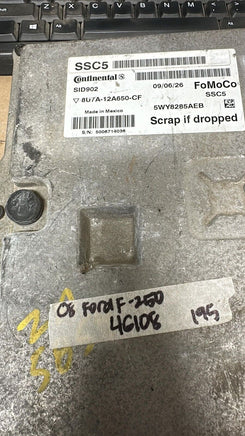 SSC5
Continental
SID902
09/06/26
FoMoCo
8U7A-12A650-CF
5WY8285AEB
SSC5
Made in Mexico
Scrap if dropped
08 Ford F-250
46108
195